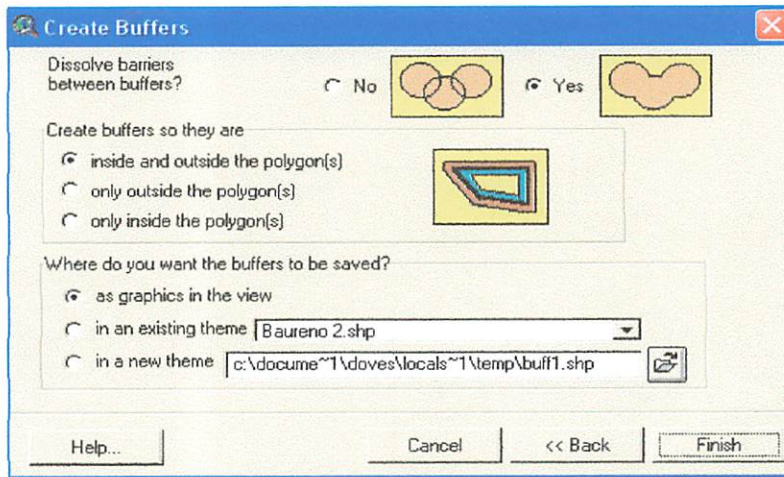 Create Buffers
Dissolve barriers
between buffers?
No
Yes
Create buffers so they are
inside and outside the polygon(s)
only outside the polygon(s)
only inside the polygon(s)
Where do you want the buffers to be saved?
as graphics in the view
in an existing theme Baureno 2.shp
in a new theme c:\docume~1\doves\locals~1\temp\buff1.shp
Help... Cancel << Back Finish